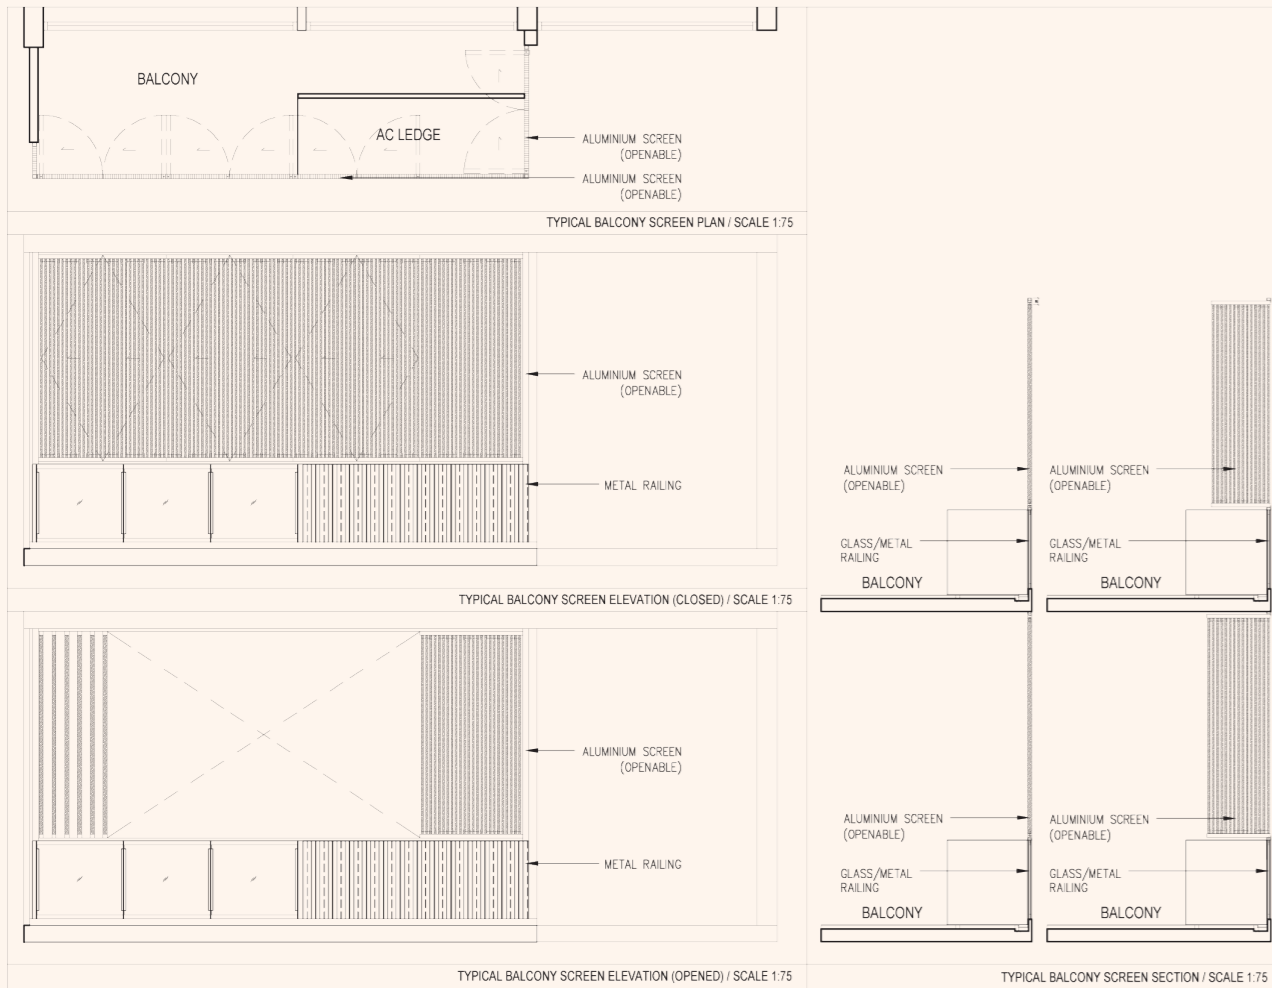 BALCONY
AC LEDGE
ALUMINIUM SCREEN
(OPENABLE)
ALUMINIUM SCREEN
(OPENABLE)
TYPICAL BALCONY SCREEN PLAN / SCALE 1:75
ALUMINIUM SCREEN
(OPENABLE)
METAL RAILING
TYPICAL BALCONY SCREEN ELEVATION (CLOSED) / SCALE 1:75
ALUMINIUM SCREEN
(OPENABLE)
METAL RAILING
TYPICAL BALCONY SCREEN ELEVATION (OPENED) / SCALE 1:75
ALUMINIUM SCREEN
(OPENABLE)
GLASS/METAL
RAILING
BALCONY
ALUMINIUM SCREEN
(OPENABLE)
GLASS/METAL
RAILING
BALCONY
ALUMINIUM SCREEN
(OPENABLE)
GLASS/METAL
RAILING
BALCONY
ALUMINIUM SCREEN
(OPENABLE)
GLASS/METAL
RAILING
BALCONY
TYPICAL BALCONY SCREEN SECTION / SCALE 1:75